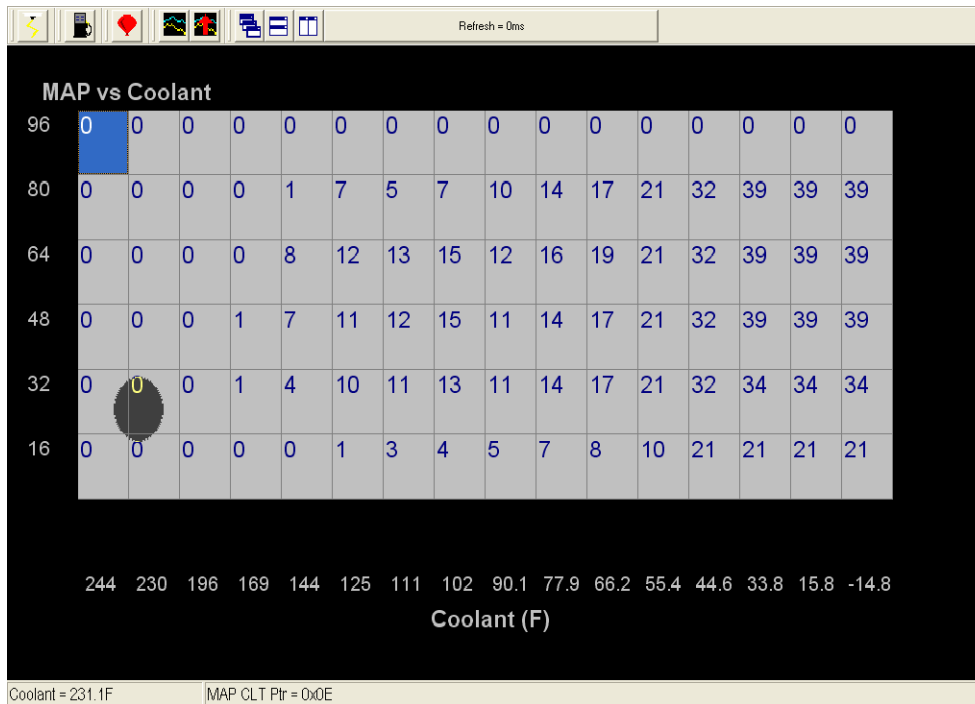 Refresh = 0ms
MAP vs Coolant
96 0 0 0 0 0 0 0 0 0 0 0 0 0 0 0 0
80 0 0 0 0 1 7 5 7 10 14 17 21 32 39 39 39
64 0 0 0 0 8 12 13 15 12 16 19 21 32 39 39 39
48 0 0 0 1 7 11 12 15 11 14 17 21 32 39 39 39
32 0 0 0 1 4 10 11 13 11 14 17 21 32 34 34 34
16 0 0 0 0 0 1 3 4 5 7 8 10 21 21 21 21
244 230 196 169 144 125 111 102 90.1 77.9 66.2 55.4 44.6 33.8 15.8 -14.8
Coolant (F)
Coolant = 231.1F MAP CLT Ptr = 0x0E